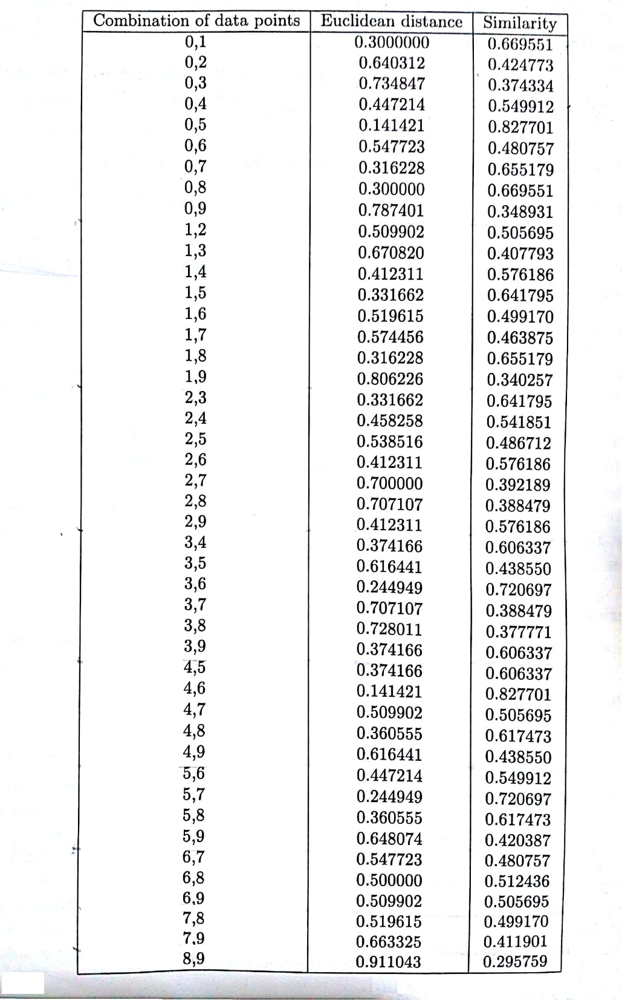 Combination of data points Euclidean distance Similarity
0,1 0.3000000 0.669551
0,2 0.640312 0.424773
0,3 0.734847 0.374334
0,4 0.447214 0.549912
0,5 0.141421 0.827701
0,6 0.547723 0.480757
0,7 0.316228 0.655179
0,8 0.300000 0.669551
0,9 0.787401 0.348931
1,2 0.509902 0.505695
1,3 0.670820 0.407793
1,4 0.412311 0.576186
1,5 0.331662 0.641795
1,6 0.519615 0.499170
1,7 0.574456 0.463875
1,8 0.316228 0.655179
1,9 0.806226 0.340257
2,3 0.331662 0.641795
2,4 0.458258 0.541851
2,5 0.538516 0.486712
2,6 0.412311 0.576186
2,7 0.700000 0.392189
2,8 0.707107 0.388479
2,9 0.412311 0.576186
3,4 0.374166 0.606337
3,5 0.616441 0.438550
3,6 0.244949 0.720697
3,7 0.707107 0.388479
3,8 0.728011 0.377771
3,9 0.374166 0.606337
4,5 0.374166 0.606337
4,6 0.141421 0.827701
4,7 0.509902 0.505695
4,8 0.360555 0.617473
4,9 0.616441 0.438550
5,6 0.447214 0.549912
5,7 0.244949 0.720697
5,8 0.360555 0.617473
5,9 0.648074 0.420387
6,7 0.547723 0.480757
6,8 0.500000 0.512436
6,9 0.509902 0.505695
7,8 0.519615 0.499170
7,9 0.663325 0.411901
8,9 0.911043 0.295759